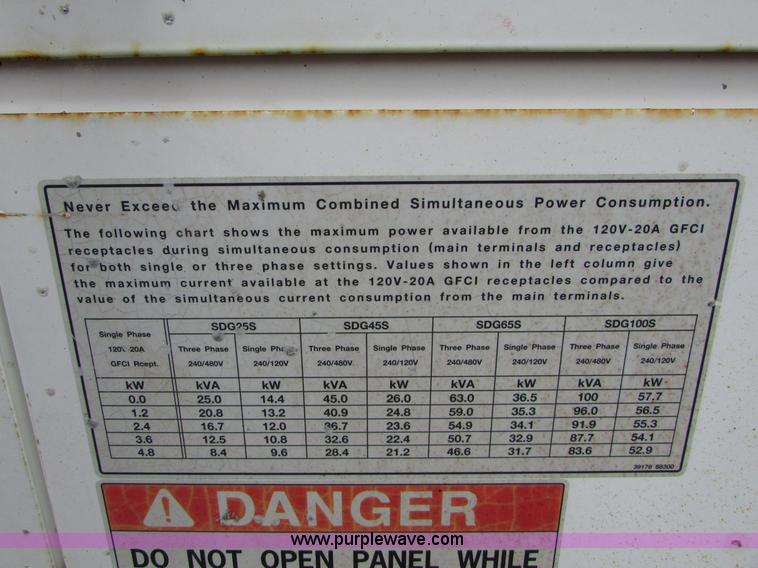 Never Exceed the Maximum Combined Simultaneous Power Consumption.
The following chart shows the maximum power available from the 120V-20A GFCI
receptacles during simultaneous consumption (main terminals and receptacles)
for both single or three phase settings. Values shown in the left column give
the maximum current available at the 120V-20A GFCI receptacles compared to the
value of the simultaneous current consumption from the main terminals.
Single Phase 120V-20A GFCI Rcept. SDG25S SDG45S SDG65S SDG100S
Three Phase 240/480V Single Phase 240/120V Three Phase 240/480V Single Phase 240/120V Three Phase 240/480V Single Phase 240/120V Three Phase 240/480V Single Phase 240/120V
kW kVA kW kVA kW kVA kW kVA kW
0.0 25.0 14.4 45.0 26.0 63.0 36.5 100 57.7
1.2 20.8 13.2 40.9 24.8 59.0 35.3 96.0 56.5
2.4 16.7 12.0 36.7 23.6 54.9 34.1 91.9 55.3
3.6 12.5 10.8 32.6 22.4 50.7 32.9 87.7 54.1
4.8 8.4 9.6 28.4 21.2 46.6 31.7 83.6 52.9
39178 88300
DANGER
www.purplewave.com
DO NOT OPEN PANEL WHILE